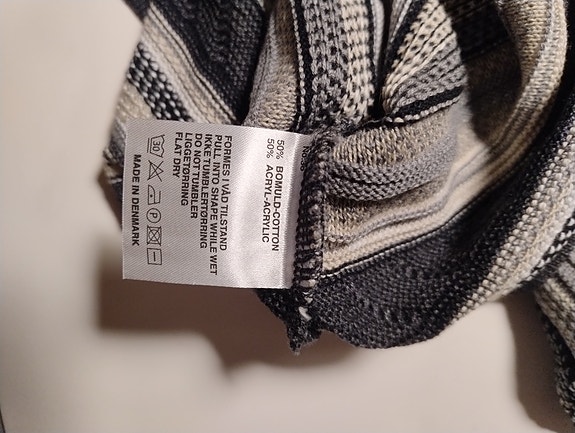 50% BOMULD-COTTON
50% ACRYL-ACRYLIC
FORMES I VÅD TILSTAND
PULL INTO SHAPE WHILE WET
IKKE TUMBLERTØRRING
DO NOT TUMBLER
LIGGETØRRING
FLAT DRY
30 P
MADE IN DENMARK